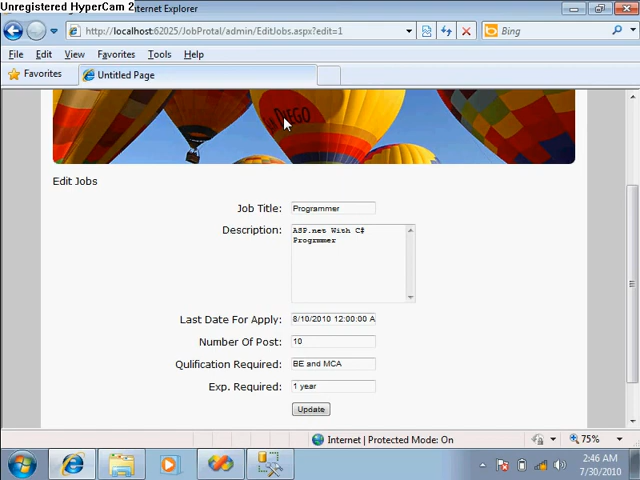 Unregistered HyperCam 2
nternet Explorer
http://localhost:62025/JobProtal/admin/EditJobs.aspx?edit=1
Bing
File Edit View Favorites Tools Help
Favorites
Untitled Page
DIEGO
Edit Jobs
Job Title: Programmer
Description: ASP.net With C#
Progrmmer
Last Date For Apply: 8/10/2010 12:00:00 A
Number Of Post: 10
Qulification Required: BE and MCA
Exp. Required: 1 year
Update
Internet | Protected Mode: On
75%
2:46 AM
7/30/2010